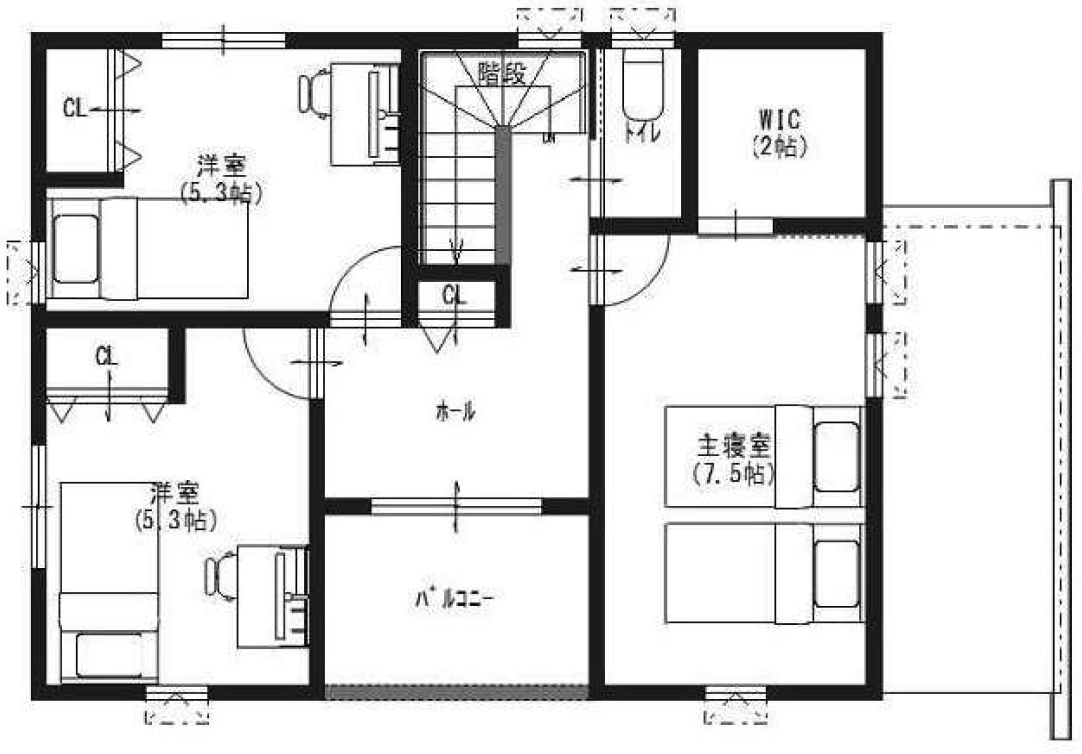 階段
CL
WIC
(2帖)
トイレ
DN
洋室
(5.3帖)
CL
CL
ホール
主寝室
(7.5帖)
洋室
(5.3帖)
バルコニー